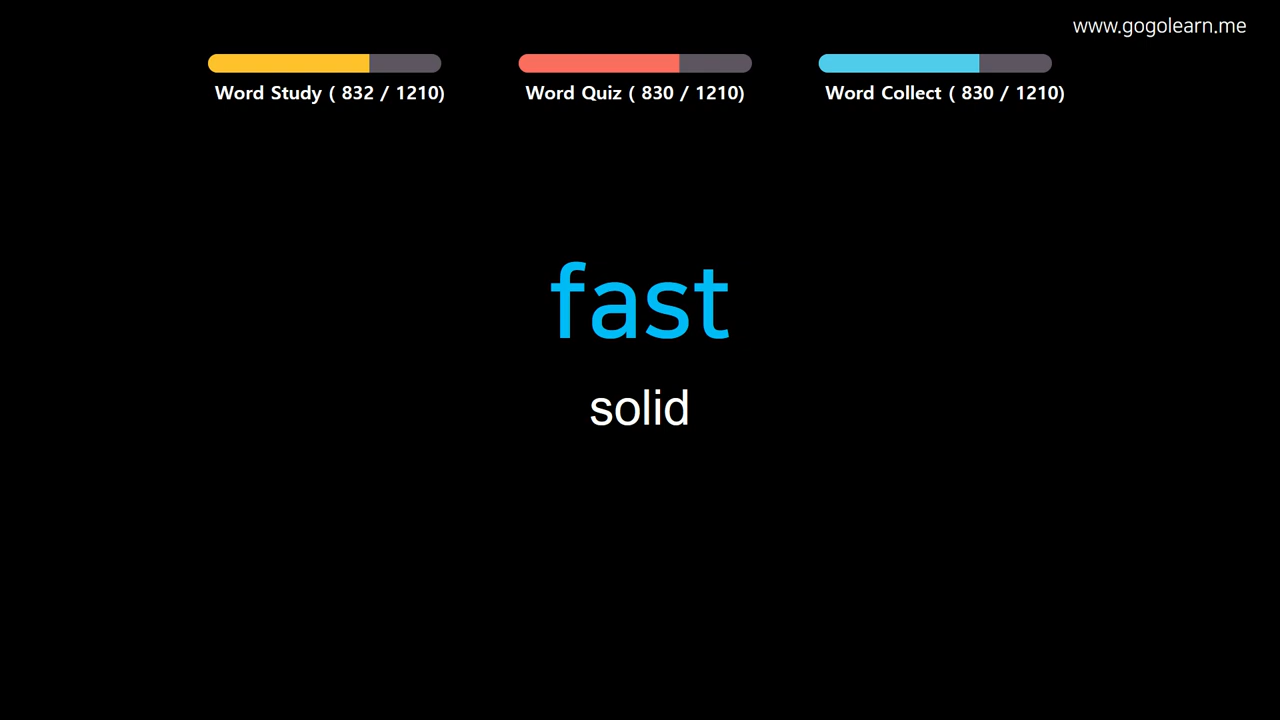 www.gogolearn.me
Word Study ( 832 / 1210)
Word Quiz ( 830 / 1210)
Word Collect ( 830 / 1210)
fast
solid